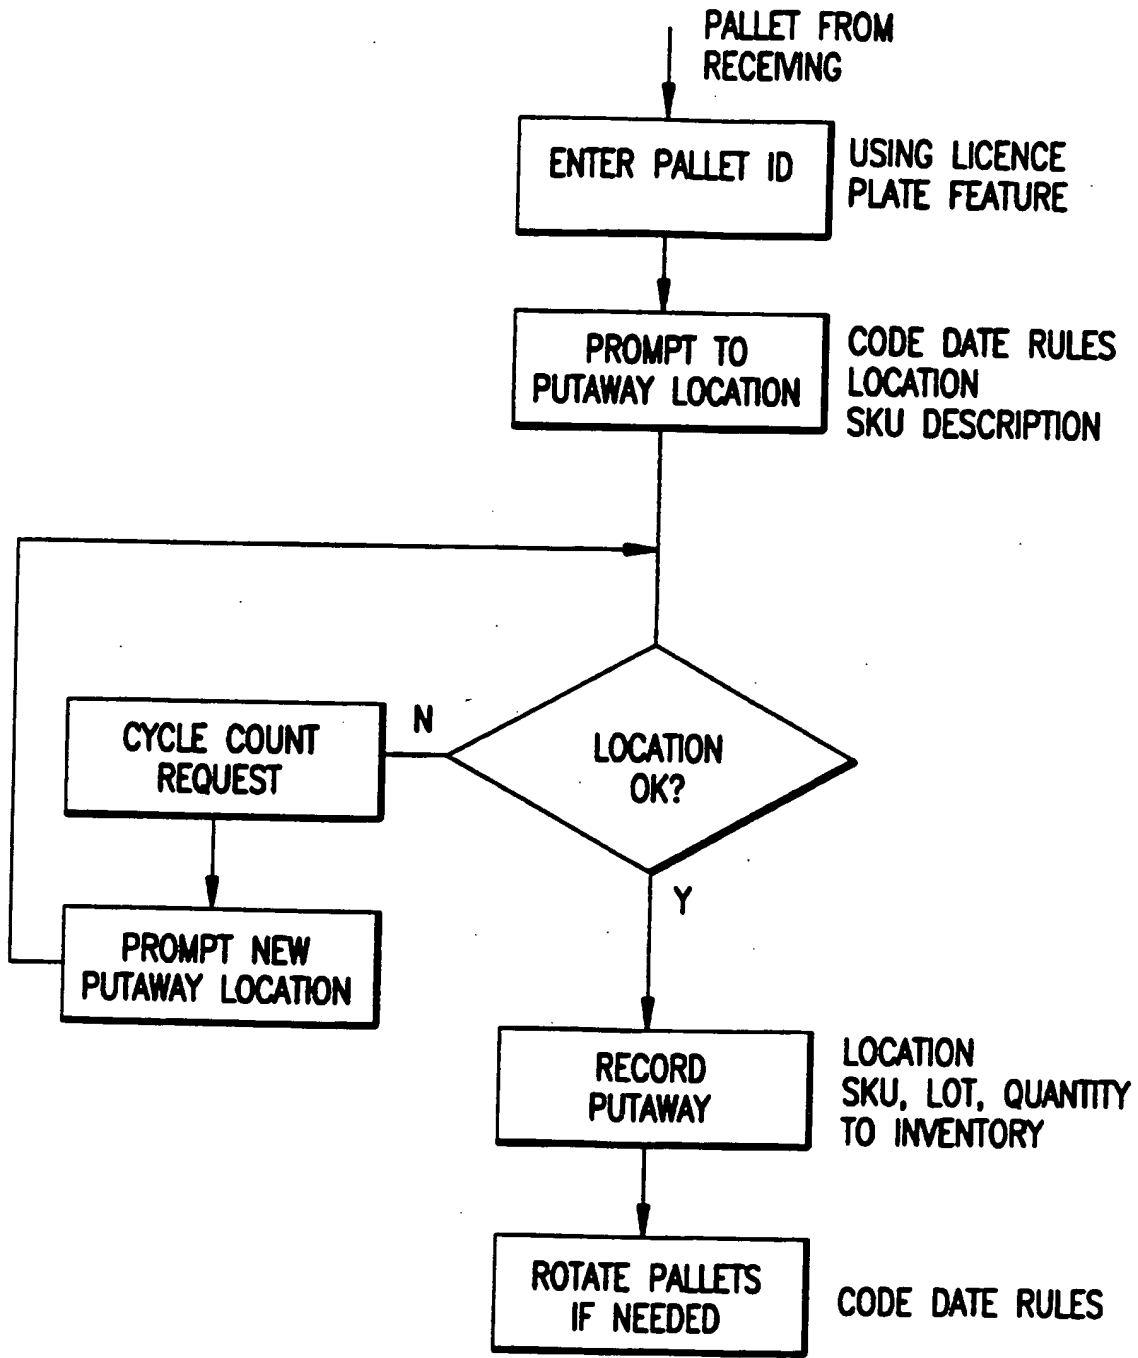 PALLET FROM
RECEIVING
ENTER PALLET ID
USING LICENCE
PLATE FEATURE
PROMPT TO
PUTAWAY LOCATION
CODE DATE RULES
LOCATION
SKU DESCRIPTION
N
CYCLE COUNT
REQUEST
LOCATION
OK?
Y
PROMPT NEW
PUTAWAY LOCATION
RECORD
PUTAWAY
LOCATION
SKU, LOT, QUANTITY
TO INVENTORY
ROTATE PALLETS
IF NEEDED
CODE DATE RULES